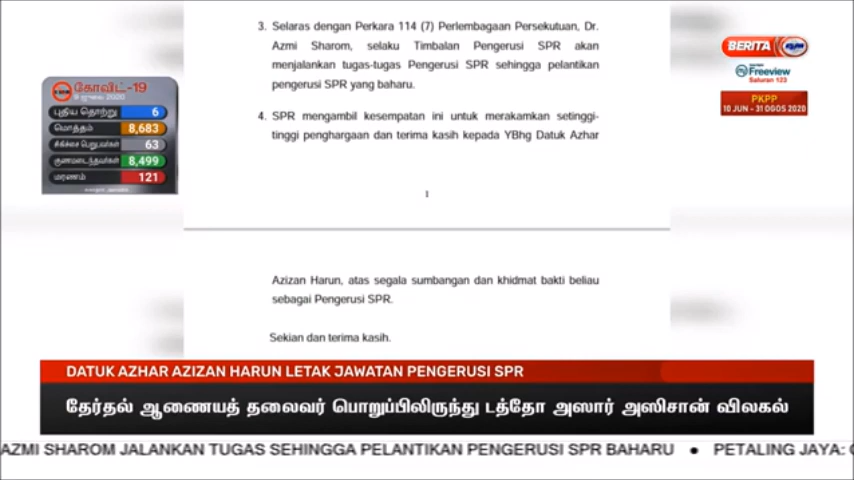 3. Selaras dengan Perkara 114 (7) Perlembagaan Persekutuan, Dr.
Azmi Sharom, selaku Timbalan Pengerusi SPR akan
menjalankan tugas-tugas Pengerusi SPR sehingga pelantikan
pengerusi SPR yang baharu.
4. SPR mengambil kesempatan ini untuk merakamkan setinggi-
tinggi penghargaan dan terima kasih kepada YBhg Datuk Azhar
1
Azizan Harun, atas segala sumbangan dan khidmat bakti beliau
sebagai Pengerusi SPR.
Sekian dan terima kasih.
கோவிட்-19
9 ஜூலை 2020
புதிய தொற்று 6
மொத்தம் 8,683
சிகிச்சை பெறுபவர்கள் 63
குணமடைந்தவர்கள் 8,499
மரணம் 121
BERITA
Freeview
Saluran 123
PKPP
10 JUN - 31 OGOS 2020
DATUK AZHAR AZIZAN HARUN LETAK JAWATAN PENGERUSI SPR
தேர்தல் ஆணையத் தலைவர் பொறுப்பிலிருந்து டத்தோ அஸார் அஸிசான் விலகல்
AZMI SHAROM JALANKAN TUGAS SEHINGGA PELANTIKAN PENGERUSI SPR BAHARU • PETALING JAYA: